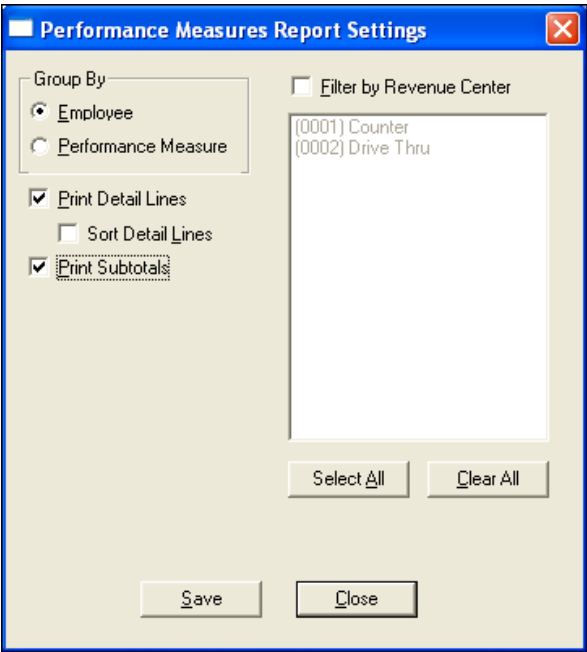 Performance Measures Report Settings
Group By
Employee
Performance Measure
Print Detail Lines
Sort Detail Lines
Print Subtotals
Filter by Revenue Center
(0001) Counter
(0002) Drive Thru
Select All
Clear All
Save
Close